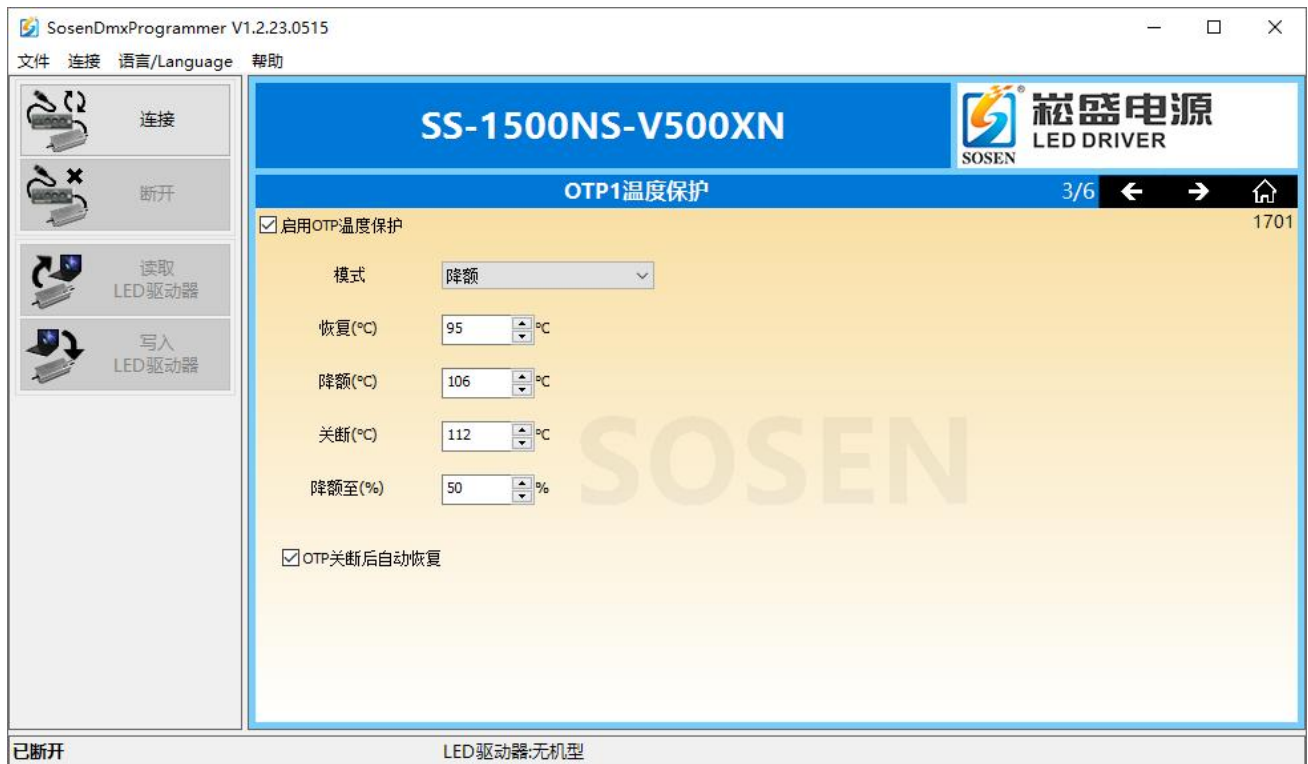 SosenDmxProgrammer V1.2.23.0515
文件 连接 语言/Language 帮助
连接
断开
读取
LED驱动器
写入
LED驱动器
SS-1500NS-V500XN
崧盛电源
LED DRIVER
SOSEN
OTP1温度保护
3/6
启用OTP温度保护
1701
模式 降额
恢复(°C) 95 °C
降额(°C) 106 °C
关断(°C) 112 °C
降额至(%) 50 %
SOSEN
OTP关断后自动恢复
已断开 LED驱动器:无机型